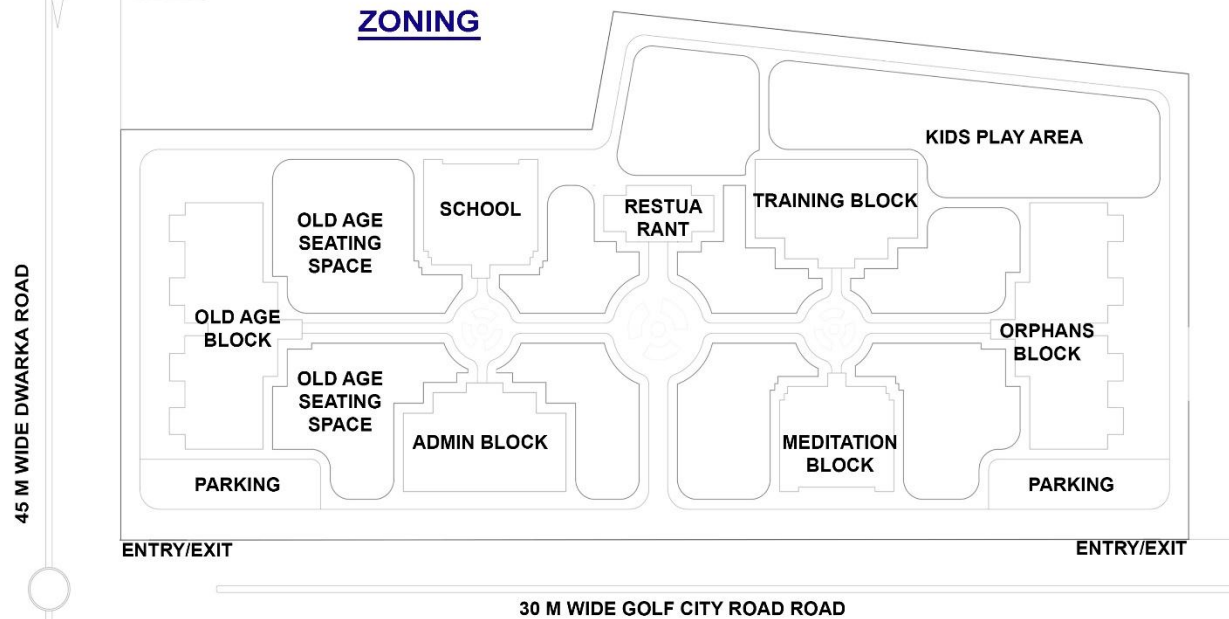 ZONING
KIDS PLAY AREA
SCHOOL
RESTUA
RANT
TRAINING BLOCK
OLD AGE
SEATING
SPACE
OLD AGE
BLOCK
ORPHANS
BLOCK
OLD AGE
SEATING
SPACE
ADMIN BLOCK
MEDITATION
BLOCK
PARKING
PARKING
45 M WIDE DWARKA ROAD
ENTRY/EXIT
ENTRY/EXIT
30 M WIDE GOLF CITY ROAD ROAD